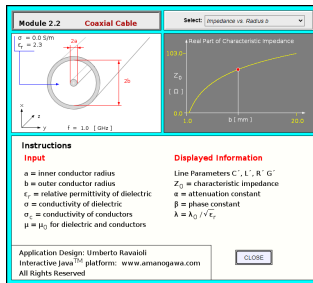 Module 2.2 Coaxial Cable
Select: Impedance vs. Radius b
σ = 0.0 S/m
εr = 2.3
2a
2b
x
z
y
f = 1.0 [ GHz ]
Real Part of Characteristic Impedance
103.0
Z0
[ Ω ]
0.0
1.0
b [ mm ]
20.0
Instructions
Input
a = inner conductor radius
b = outer conductor radius
εr = relative permittivity of dielectric
σ = conductivity of dielectric
σc = conductivity of conductors
μ = μ0 for dielectric and conductors
Displayed Information
Line Parameters C´, L´, R´ G´
Z0 = characteristic impedance
α = attenuation constant
β = phase constant
λ = λ0 / √εr
Application Design: Umberto Ravaioli
Interactive Java™ platform: www.amanogawa.com
All Rights Reserved
CLOSE